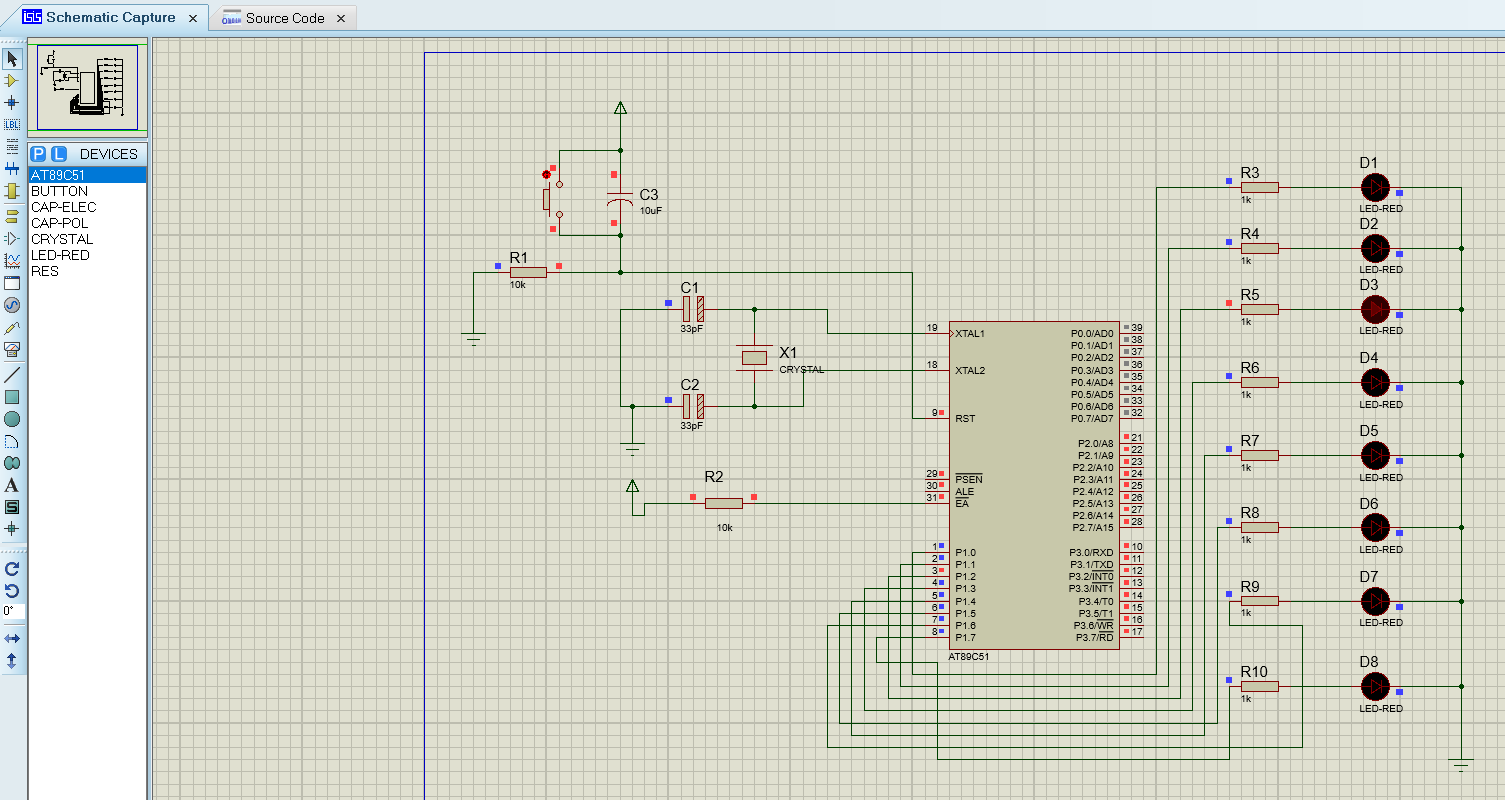 Schematic Capture
Source Code
P L DEVICES
AT89C51
BUTTON
CAP-ELEC
CAP-POL
CRYSTAL
LED-RED
RES
LBL
A
S
0°
C3
10uF
R1
10k
C1
33pF
X1
CRYSTAL
C2
33pF
R2
10k
19 XTAL1
18 XTAL2
9 RST
29 PSEN
30 ALE
31 EA
1 P1.0
2 P1.1
3 P1.2
4 P1.3
5 P1.4
6 P1.5
7 P1.6
8 P1.7
P0.0/AD0 39
P0.1/AD1 38
P0.2/AD2 37
P0.3/AD3 36
P0.4/AD4 35
P0.5/AD5 34
P0.6/AD6 33
P0.7/AD7 32
P2.0/A8 21
P2.1/A9 22
P2.2/A10 23
P2.3/A11 24
P2.4/A12 25
P2.5/A13 26
P2.6/A14 27
P2.7/A15 28
P3.0/RXD 10
P3.1/TXD 11
P3.2/INT0 12
P3.3/INT1 13
P3.4/T0 14
P3.5/T1 15
P3.6/WR 16
P3.7/RD 17
AT89C51
R3
1k
D1
LED-RED
R4
1k
D2
LED-RED
R5
1k
D3
LED-RED
R6
1k
D4
LED-RED
R7
1k
D5
LED-RED
R8
1k
D6
LED-RED
R9
1k
D7
LED-RED
R10
1k
D8
LED-RED